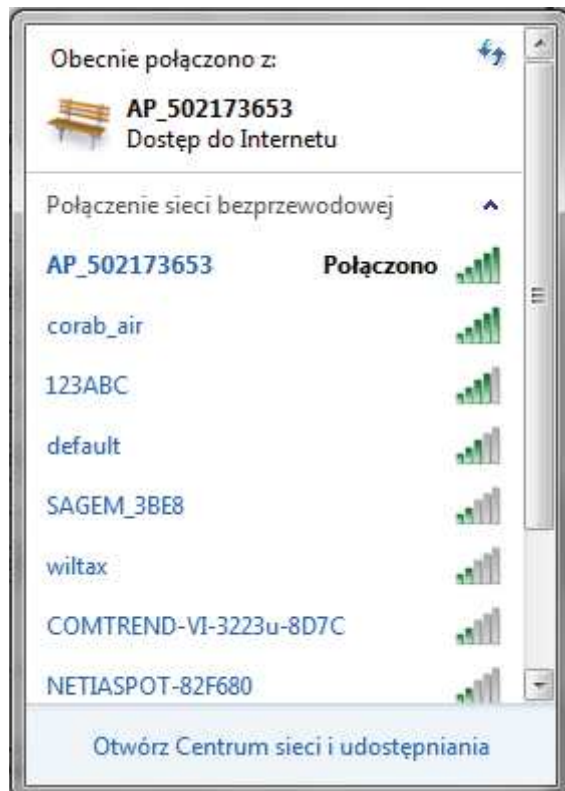 Obecnie połączono z:
AP_502173653
Dostęp do Internetu
Połączenie sieci bezprzewodowej
AP_502173653 Połączono
corab_air
123ABC
default
SAGEM_3BE8
wiltax
COMTREND-VI-3223u-8D7C
NETIASPOT-82F680
Otwórz Centrum sieci i udostępniania